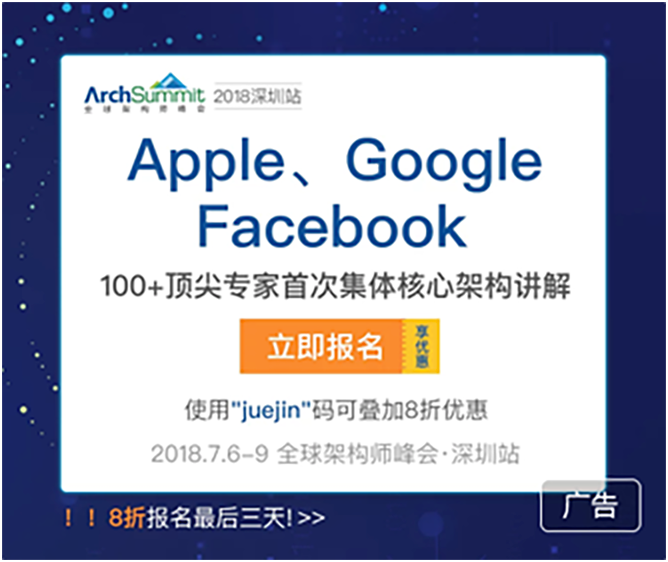 ArchSummit
全球架构师峰会
2018深圳站
Apple、Google
Facebook
100+顶尖专家首次集体核心架构讲解
立即报名
享优惠
使用"juejin"码可叠加8折优惠
2018.7.6-9 全球架构师峰会·深圳站
广告
！！8折报名最后三天!>>